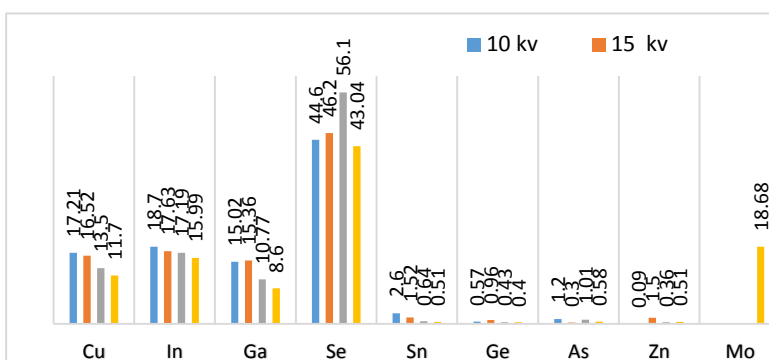 10 kv 15 kv
17.21 16.52 13.5 11.7
18.7 17.63 17.19 15.99
15.02 15.36 10.77 8.6
44.6 46.2 56.1 43.04
2.6 1.52 0.64 0.51
0.57 0.96 0.43 0.4
1.2 0.3 1.01 0.58
0.09 1.5 0.36 0.51
18.68
Cu In Ga Se Sn Ge As Zn Mo